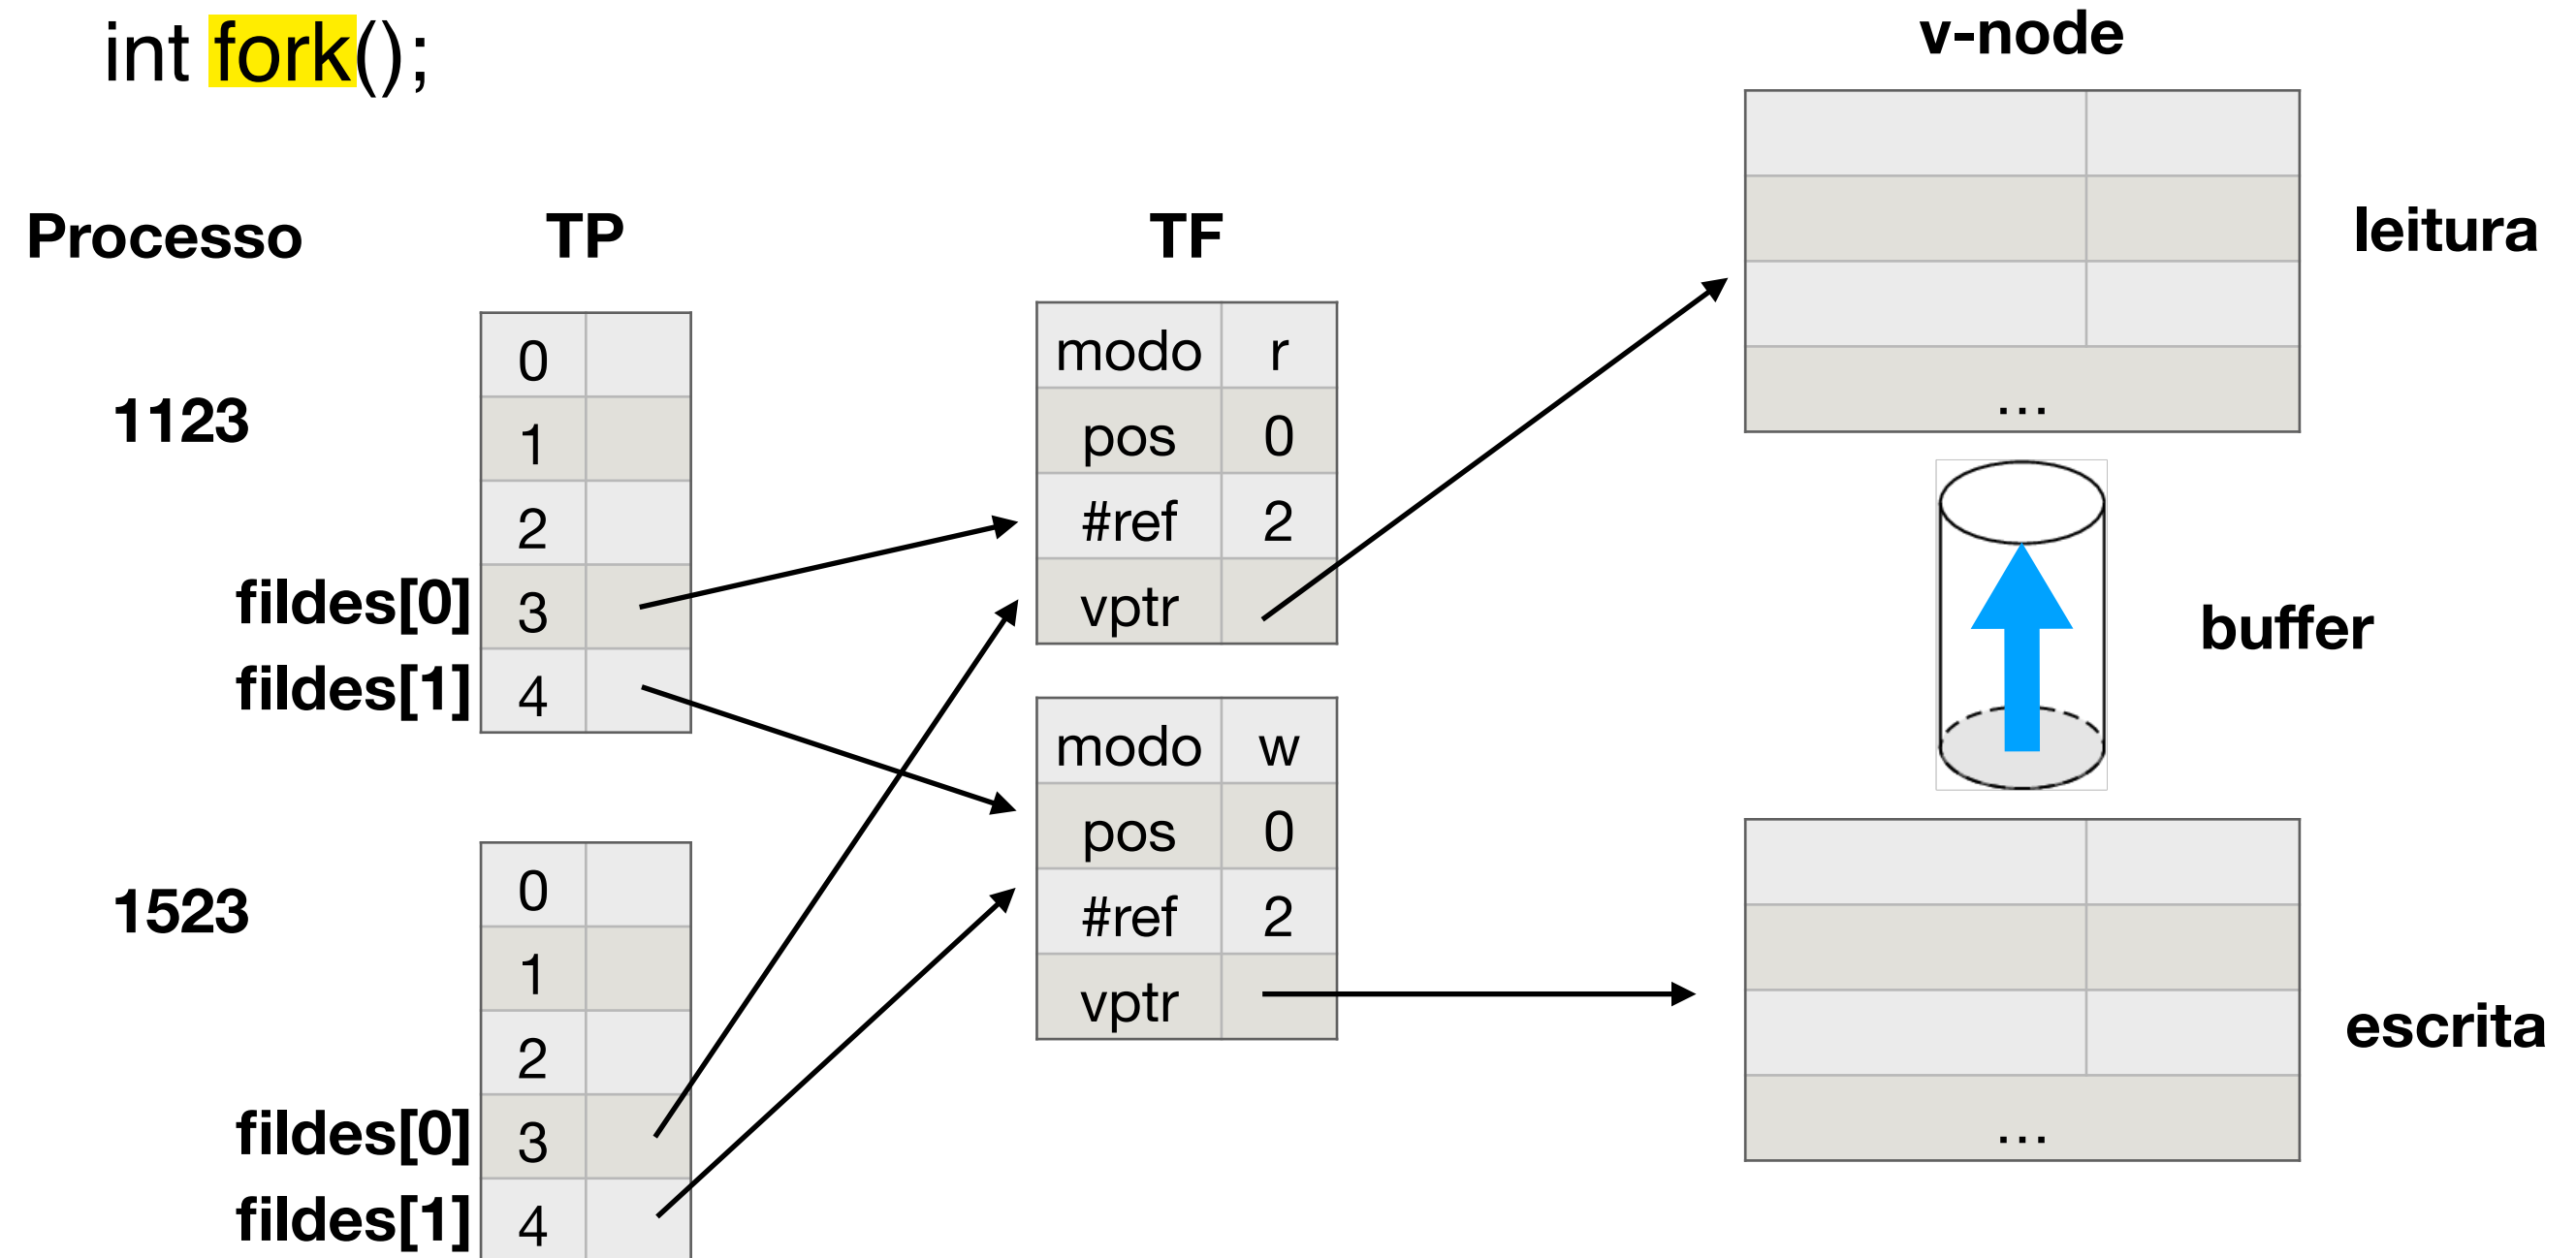 int fork();
v-node
Processo TP TF
leitura
1123
0
1
2
fildes[0] 3
fildes[1] 4
modo r
pos 0
#ref 2
vptr
...
buffer
modo w
pos 0
#ref 2
vptr
1523
0
1
2
fildes[0] 3
fildes[1] 4
escrita
...